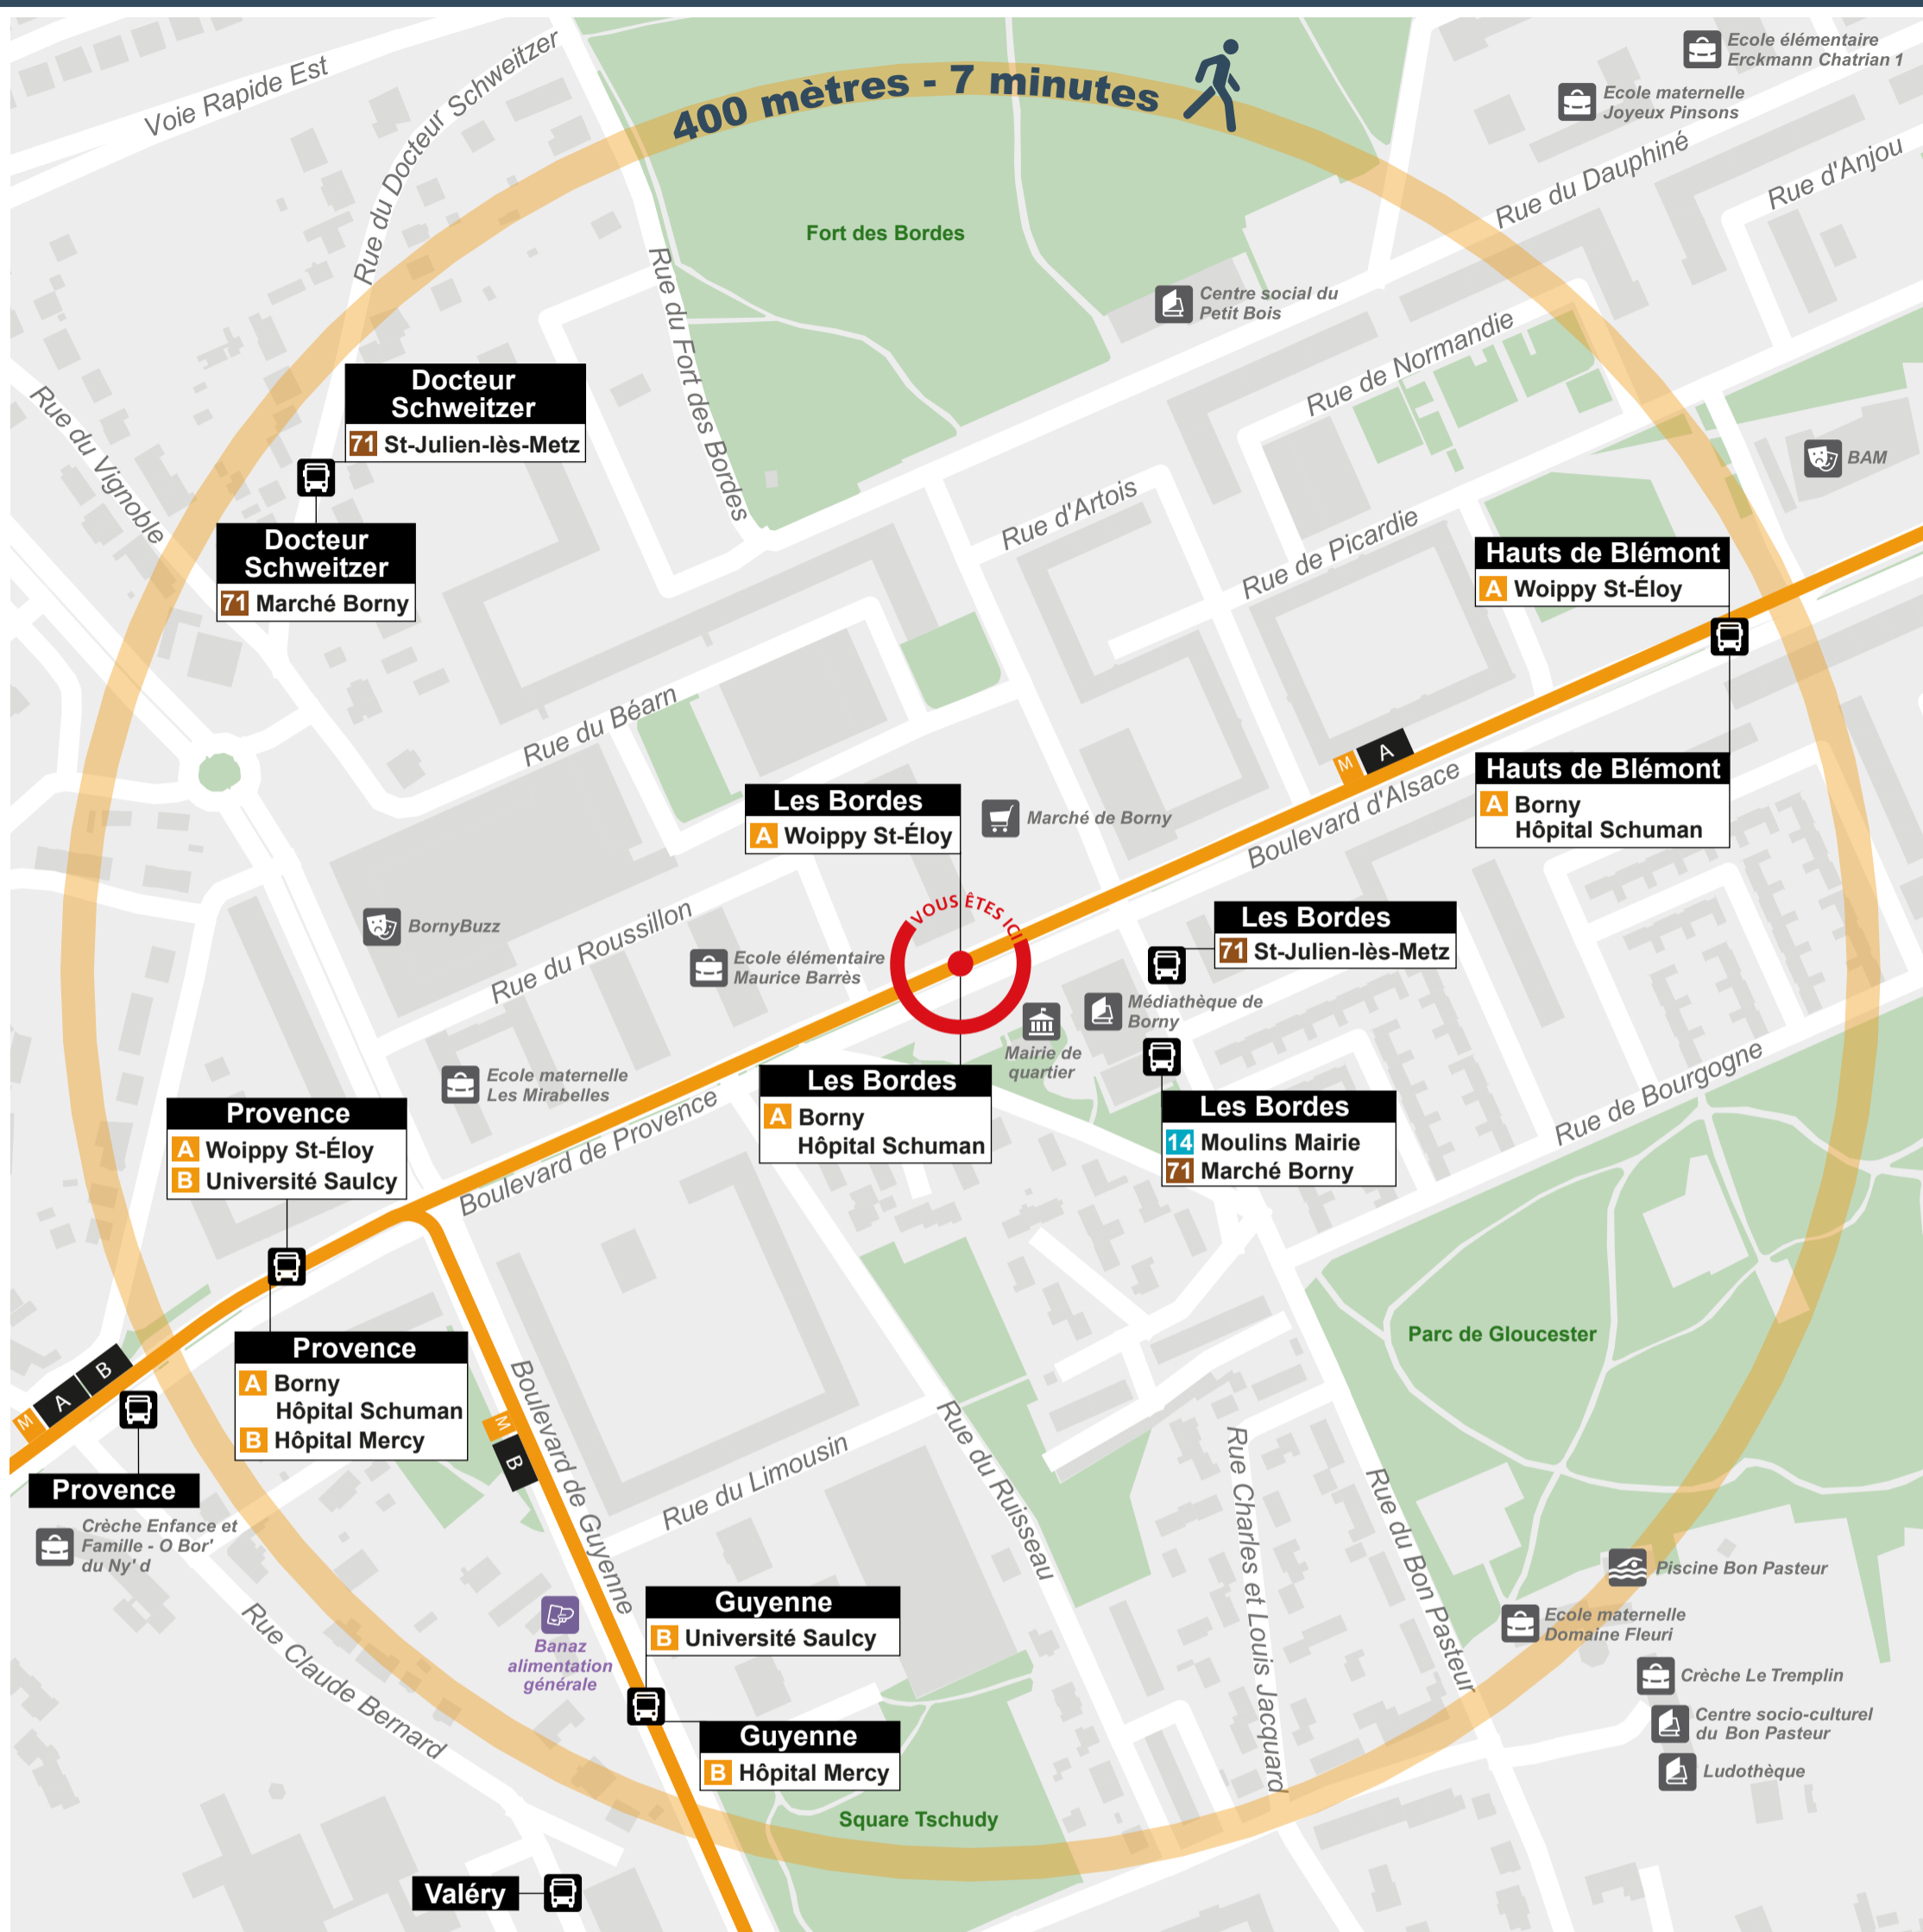 400 mètres - 7 minutes
Ecole élémentaire
Erckmann Chatrian 1
Ecole maternelle
Joyeux Pinsons
Voie Rapide Est
Rue du Docteur Schweitzer
Rue du Dauphiné
Rue d'Anjou
Fort des Bordes
Rue du Fort des Bordes
Centre social du
Petit Bois
Rue de Normandie
Docteur
Schweitzer
71 St-Julien-lès-Metz
Rue du Vignoble
BAM
Rue d'Artois
Rue de Picardie
Docteur
Schweitzer
71 Marché Borny
Hauts de Blémont
A Woippy St-Éloy
Rue du Béarn
M A
Boulevard d'Alsace
Hauts de Blémont
A Borny
Hôpital Schuman
Les Bordes
A Woippy St-Éloy
Marché de Borny
VOUS ÊTES ICI
BornyBuzz
Rue du Roussillon
Ecole élémentaire
Maurice Barrès
Les Bordes
71 St-Julien-lès-Metz
Médiathèque de
Borny
Mairie de
quartier
Ecole maternelle
Les Mirabelles
Rue de Bourgogne
Les Bordes
A Borny
Hôpital Schuman
Les Bordes
14 Moulins Mairie
71 Marché Borny
Provence
A Woippy St-Éloy
B Université Saulcy
Boulevard de Provence
Provence
A Borny
Hôpital Schuman
B Hôpital Mercy
M A B
Parc de Gloucester
Boulevard de Guyenne
M B
Rue du Limousin
Rue du Ruisseau
Rue Charles et Louis Jacquard
Rue du Bon Pasteur
Provence
Crèche Enfance et
Famille - O Bor'
du Ny' d
Piscine Bon Pasteur
Ecole maternelle
Domaine Fleuri
Guyenne
B Université Saulcy
Banaz
alimentation
générale
Rue Claude Bernard
Crèche Le Tremplin
Centre socio-culturel
du Bon Pasteur
Ludothèque
Guyenne
B Hôpital Mercy
Square Tschudy
Valéry